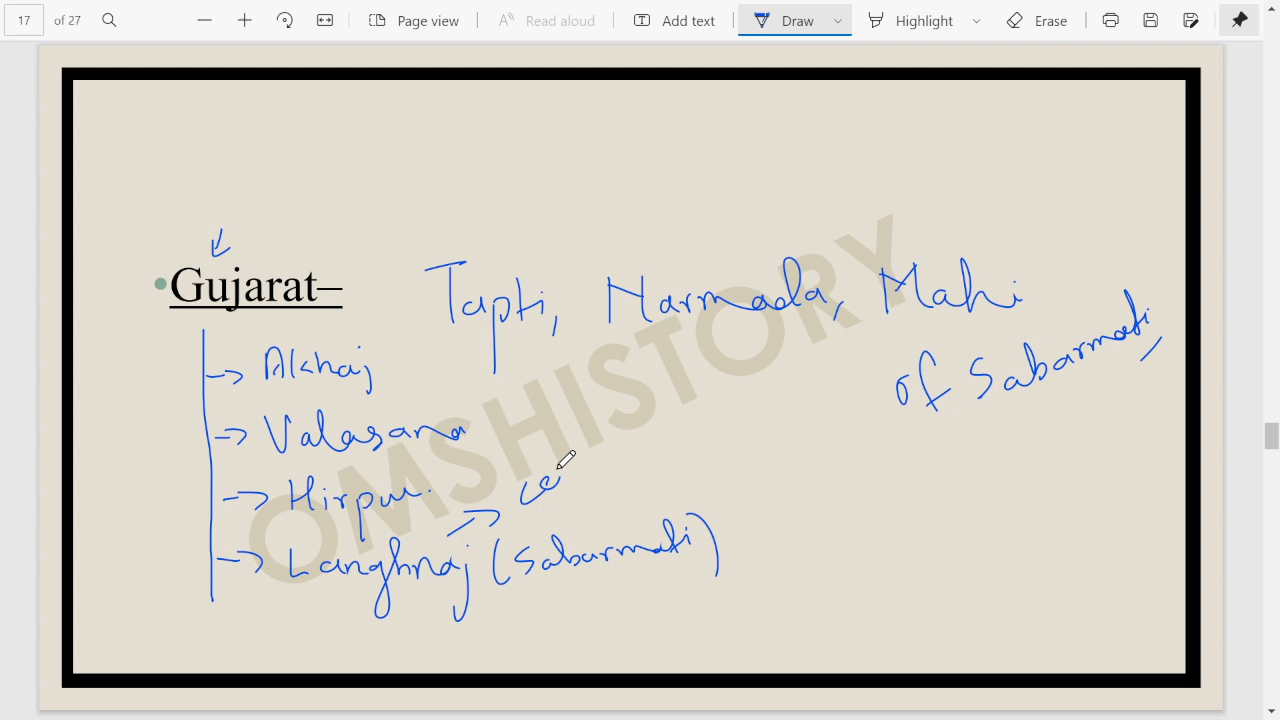 17 of 27 Page view Read aloud Add text Draw Highlight Erase
OMSHISTORY
•Gujarat– Tapti, Narmada, Mahi
of Sabarmati
→ Akhaj
→ Valasana
→ Hirpur
→ Langhnaj (Sabarmati)